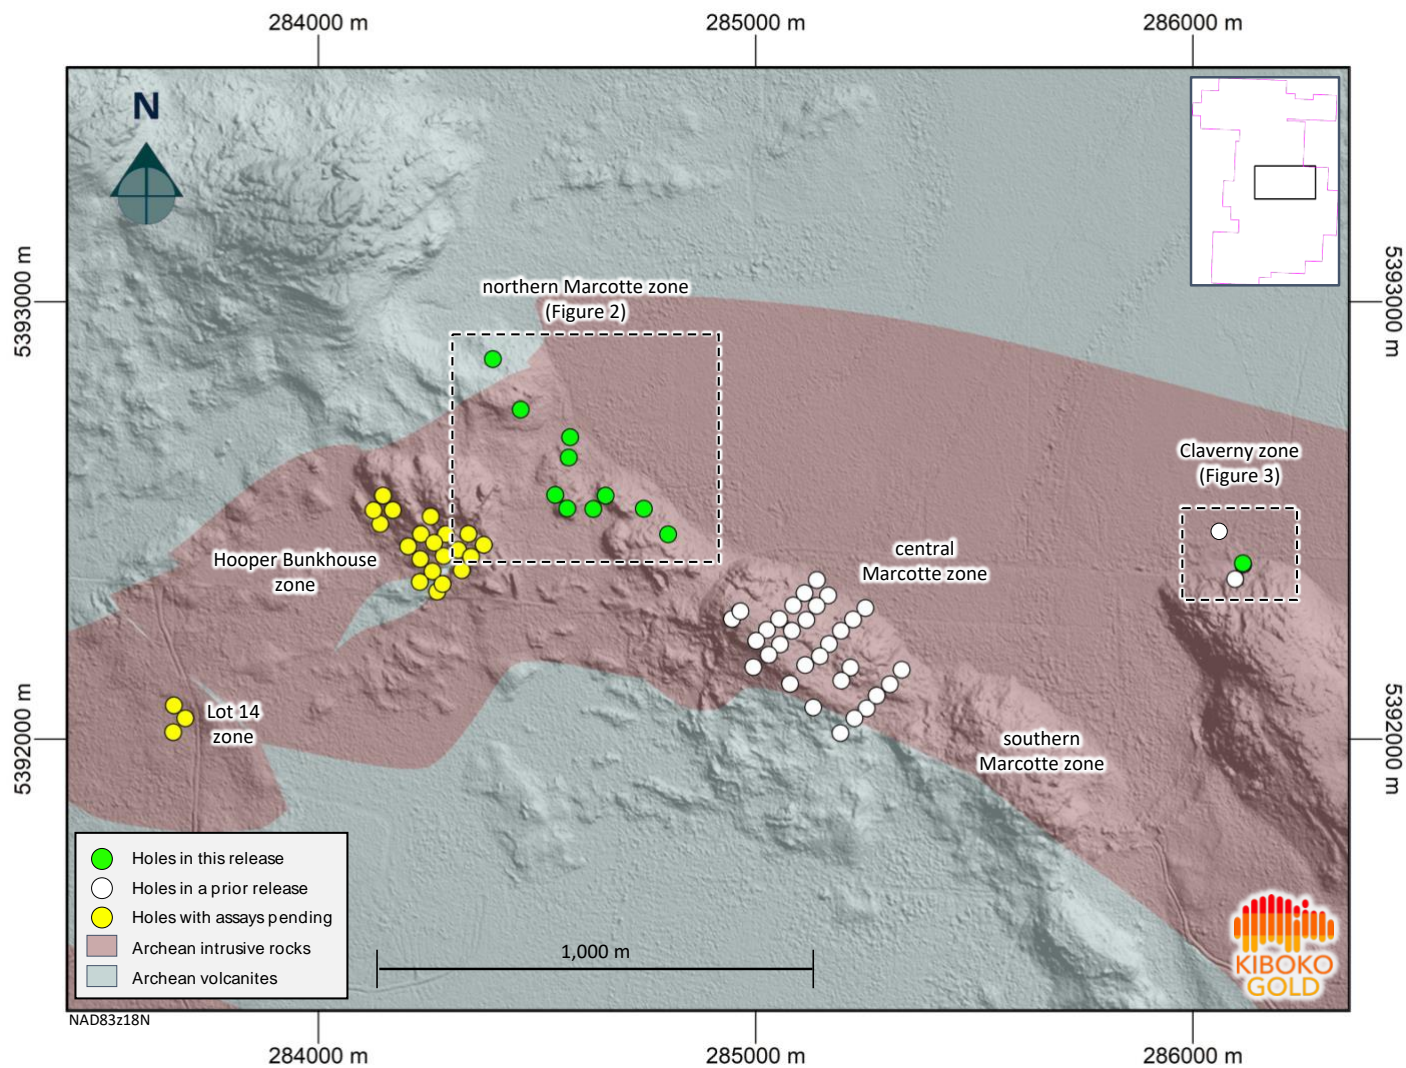 284000 m
285000 m
286000 m
N
5393000 m
5393000 m
northern Marcotte zone
(Figure 2)
Claverny zone
(Figure 3)
Hooper Bunkhouse
zone
central
Marcotte zone
Lot 14
zone
southern
Marcotte zone
5392000 m
5392000 m
Holes in this release
Holes in a prior release
Holes with assays pending
Archean intrusive rocks
Archean volcanites
1,000 m
KIBOKO
GOLD
NAD83z18N
284000 m
285000 m
286000 m